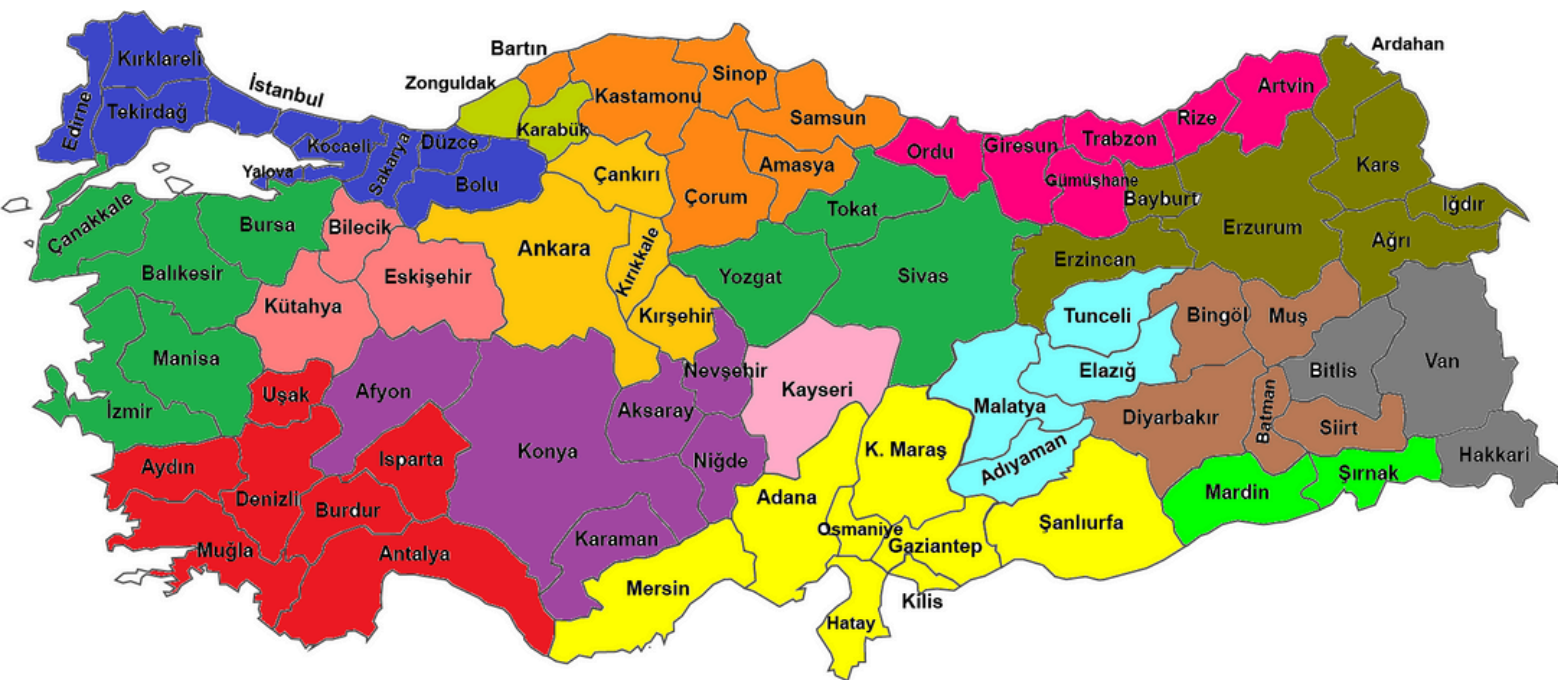 Ardahan
Bartın
Kırklareli
Sinop
Zonguldak
Artvin
İstanbul
Kastamonu
Tekirdağ
Samsun
Rize
Edirne
Karabük
Trabzon
Düzce
Kocaeli
Giresun
Ordu
Sakarya
Amasya
Kars
Yalova
Çankırı
Gümüşhane
Bolu
Çorum
Bayburt
Iğdır
Tokat
Çanakkale
Bursa
Bilecik
Erzurum
Ağrı
Ankara
Kırıkkale
Erzincan
Balıkesir
Eskişehir
Yozgat
Sivas
Kütahya
Kırşehir
Tunceli
Bingöl
Muş
Manisa
Van
Nevşehir
Elazığ
Bitlis
Uşak
Afyon
Kayseri
İzmir
Aksaray
Malatya
Diyarbakır
Batman
Siirt
Konya
K. Maraş
Hakkari
Isparta
Niğde
Adıyaman
Aydın
Şırnak
Mardin
Denizli
Adana
Burdur
Şanlıurfa
Osmaniye
Karaman
Gaziantep
Muğla
Antalya
Mersin
Kilis
Hatay